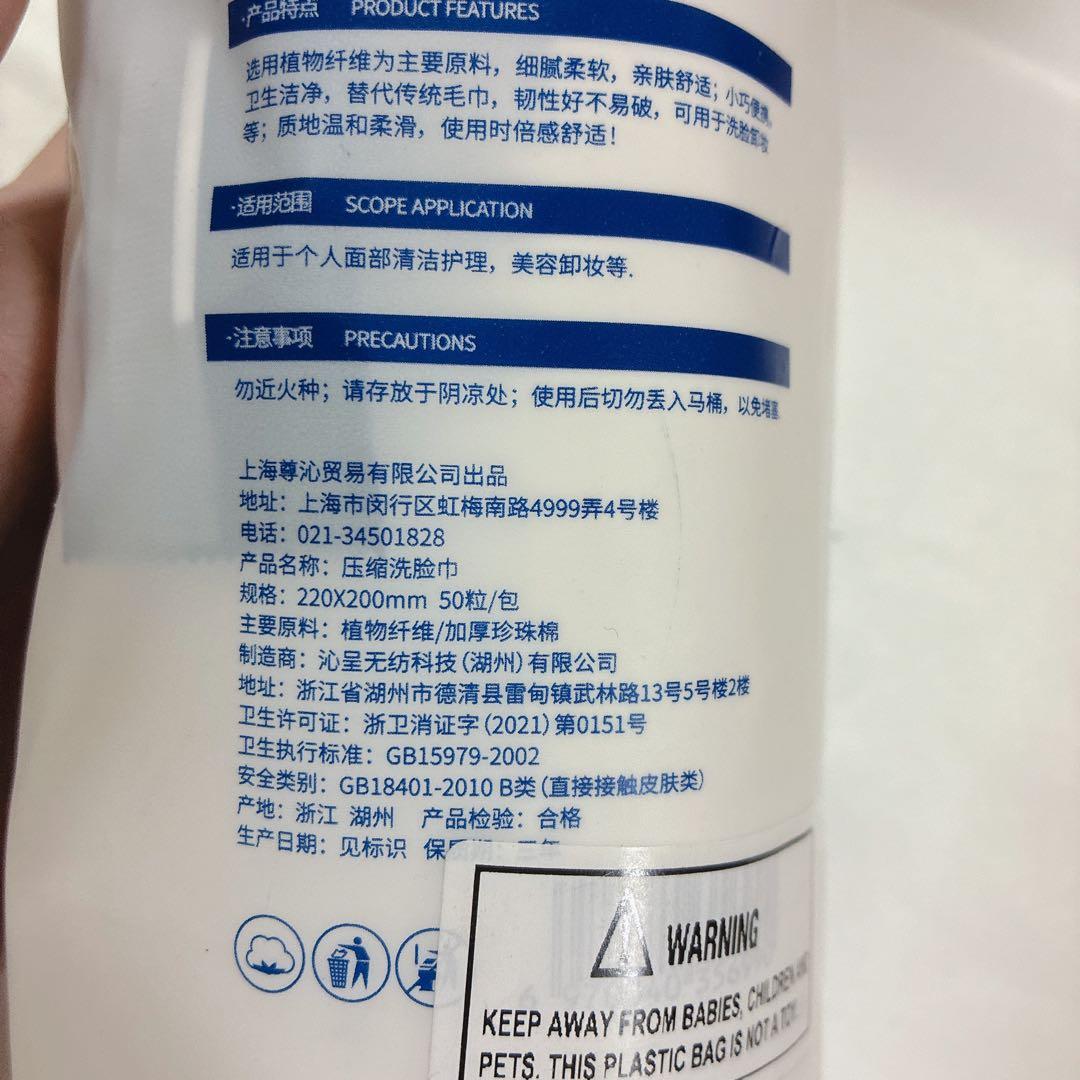 ·产品特点 PRODUCT FEATURES
选用植物纤维为主要原料，细腻柔软，亲肤舒适；小巧便携，
卫生洁净，替代传统毛巾，韧性好不易破，可用于洗脸卸妆
等；质地温和柔滑，使用时倍感舒适！
·适用范围 SCOPE APPLICATION
适用于个人面部清洁护理，美容卸妆等.
·注意事项 PRECAUTIONS
勿近火种；请存放于阴凉处；使用后切勿丢入马桶，以免堵塞.
上海尊沁贸易有限公司出品
地址：上海市闵行区虹梅南路4999弄4号楼
电话：021-34501828
产品名称：压缩洗脸巾
规格：220X200mm 50粒/包
主要原料：植物纤维/加厚珍珠棉
制造商：沁呈无纺科技（湖州）有限公司
地址：浙江省湖州市德清县雷甸镇武林路13号5号楼2楼
卫生许可证：浙卫消证字（2021）第0151号
卫生执行标准：GB15979-2002
安全类别：GB18401-2010 B类（直接接触皮肤类）
产地：浙江 湖州 产品检验：合格
生产日期：见标识 保质期：三年
WARNING
KEEP AWAY FROM BABIES, CHILDREN AND
PETS. THIS PLASTIC BAG IS NOT A TOY.